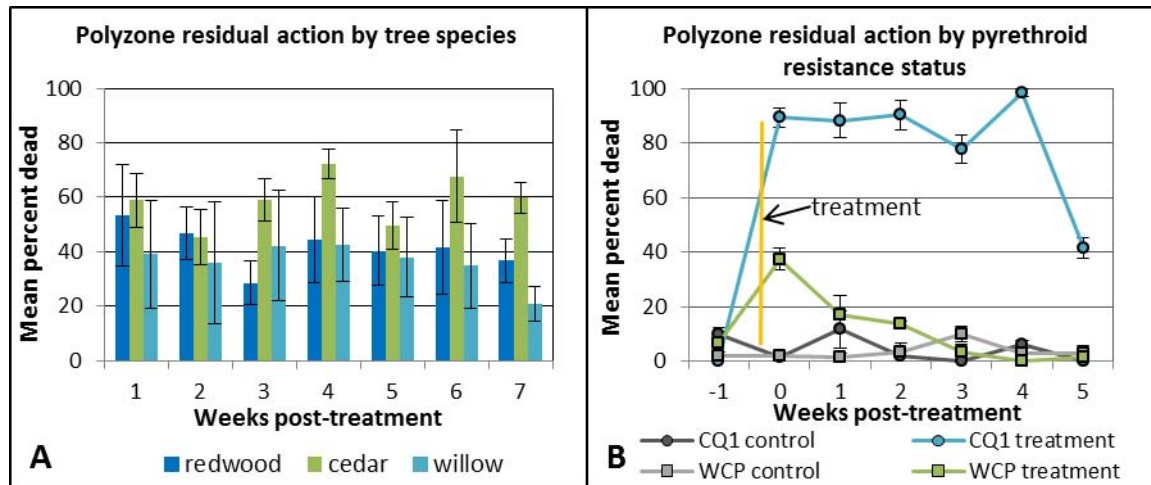 Polyzone residual action by tree species
Mean percent dead
100
80
60
40
20
0
1 2 3 4 5 6 7
Weeks post-treatment
A
redwood cedar willow
Polyzone residual action by pyrethroid
resistance status
Mean percent dead
100
80
60
40
20
0
treatment
-1 0 1 2 3 4 5
Weeks post-treatment
B
CQ1 control CQ1 treatment
WCP control WCP treatment